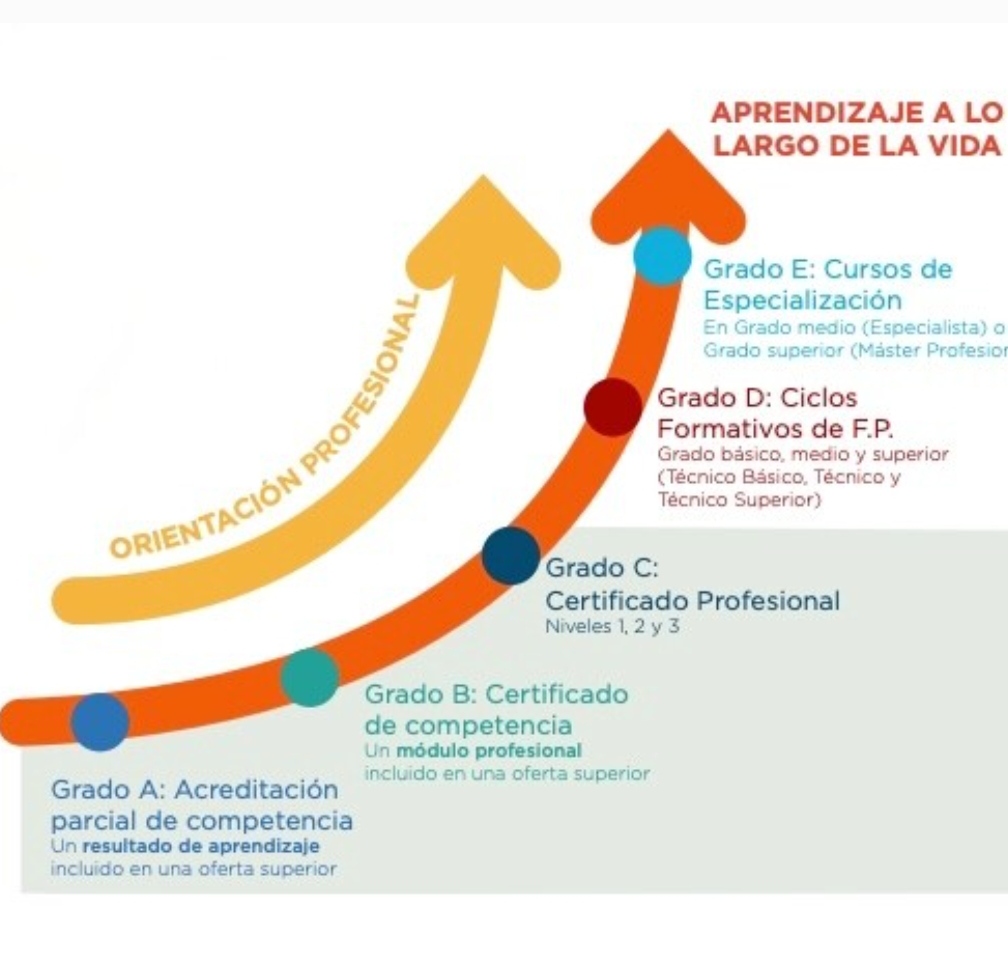 APRENDIZAJE A LO
LARGO DE LA VIDA
ORIENTACIÓN PROFESIONAL
Grado E: Cursos de
Especialización
En Grado medio (Especialista) o
Grado superior (Máster Profesion
Grado D: Ciclos
Formativos de F.P.
Grado básico, medio y superior
(Técnico Básico, Técnico y
Técnico Superior)
Grado C:
Certificado Profesional
Niveles 1, 2 y 3
Grado B: Certificado
de competencia
Un módulo profesional
incluido en una oferta superior
Grado A: Acreditación
parcial de competencia
Un resultado de aprendizaje
incluido en una oferta superior